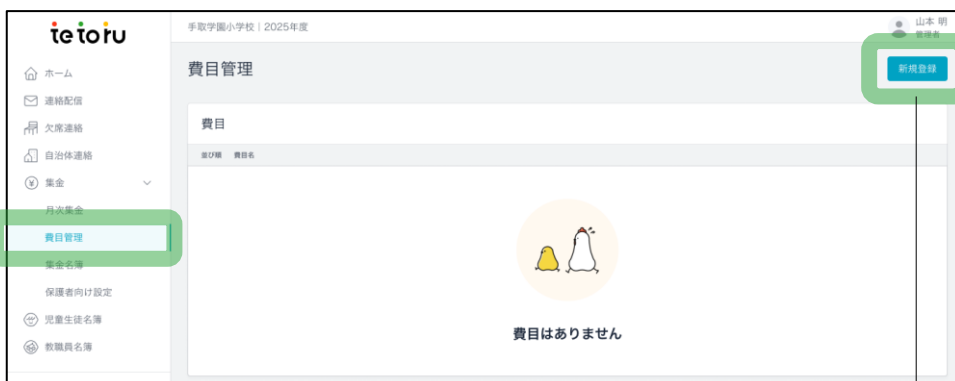 tetoru
手取学園小学校｜2025年度
山本 明
管理者
ホーム
連絡配信
欠席連絡
自治体連絡
集金
月次集金
費目管理
集金名簿
保護者向け設定
児童生徒名簿
教職員名簿
費目管理
新規登録
費目
並び順 費目名
費目はありません